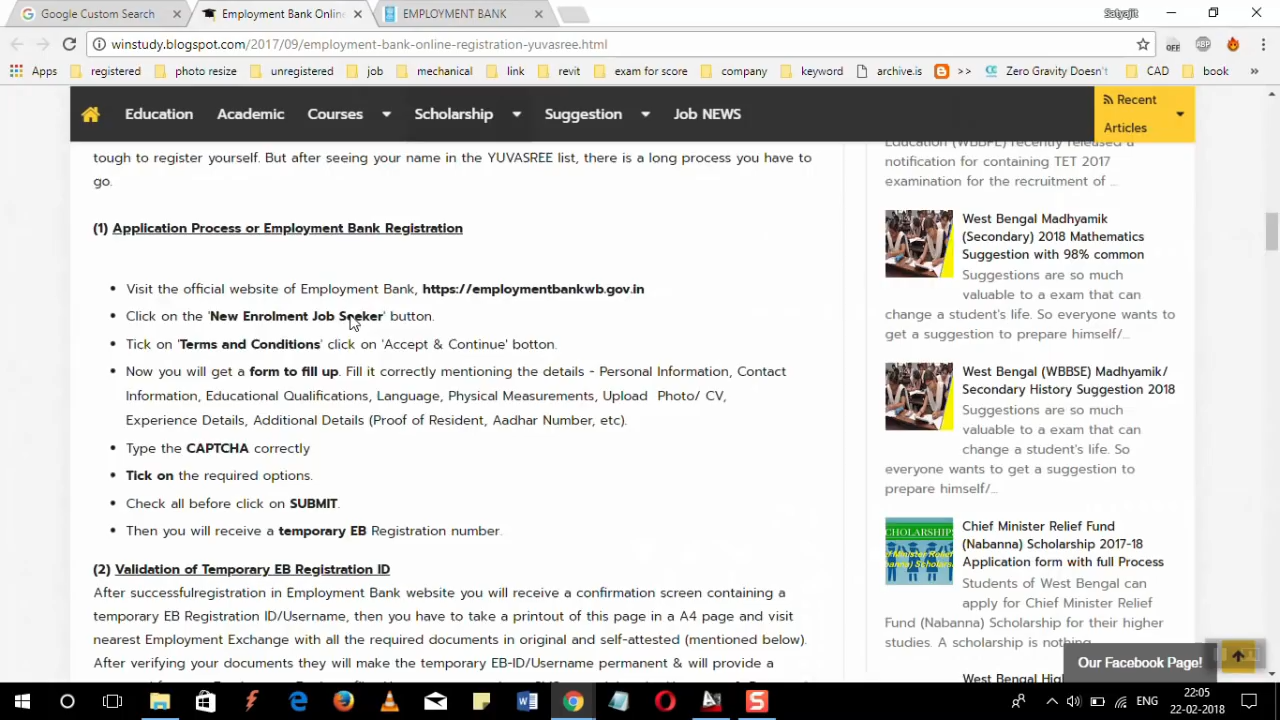 Google Custom Search
Employment Bank Online
EMPLOYMENT BANK
Satyajit
winstudy.blogspot.com/2017/09/employment-bank-online-registration-yuvasree.html
OFF
ABP
Apps registered photo resize unregistered job mechanical link revit exam for score company keyword archive.is >> Zero Gravity Doesn't CAD book »
Education Academic Courses Scholarship Suggestion Job NEWS
Recent
Articles
tough to register yourself. But after seeing your name in the YUVASREE list, there is a long process you have to
go.
(1) Application Process or Employment Bank Registration
• Visit the official website of Employment Bank, https://employmentbankwb.gov.in
• Click on the 'New Enrolment Job Seeker' button.
• Tick on 'Terms and Conditions' click on 'Accept & Continue' botton.
• Now you will get a form to fill up. Fill it correctly mentioning the details - Personal Information, Contact
Information, Educational Qualifications, Language, Physical Measurements, Upload Photo/ CV,
Experience Details, Additional Details (Proof of Resident, Aadhar Number, etc).
• Type the CAPTCHA correctly
• Tick on the required options.
• Check all before click on SUBMIT.
• Then you will receive a temporary EB Registration number.
(2) Validation of Temporary EB Registration ID
After successfulregistration in Employment Bank website you will receive a confirmation screen containing a
temporary EB Registration ID/Username, then you have to take a printout of this page in a A4 page and visit
nearest Employment Exchange with all the required documents in original and self-attested (mentioned below).
After verifying your documents they will make the temporary EB-ID/Username permanent & will provide a
Education (WBBPE) recently released a
notification for containing TET 2017
examination for the recruitment of ...
West Bengal Madhyamik
(Secondary) 2018 Mathematics
Suggestion with 98% common
Suggestions are so much
valuable to a exam that can
change a student's life. So everyone wants to
get a suggestion to prepare himself/...
West Bengal (WBBSE) Madhyamik/
Secondary History Suggestion 2018
Suggestions are so much
valuable to a exam that can
change a student's life. So
everyone wants to get a suggestion to
prepare himself/...
Chief Minister Relief Fund
(Nabanna) Scholarship 2017-18
Application form with full Process
Students of West Bengal can
apply for Chief Minister Relief
Fund (Nabanna) Scholarship for their higher
studies. A scholarship is nothing
Our Facebook Page!
ENG
22:05
22-02-2018